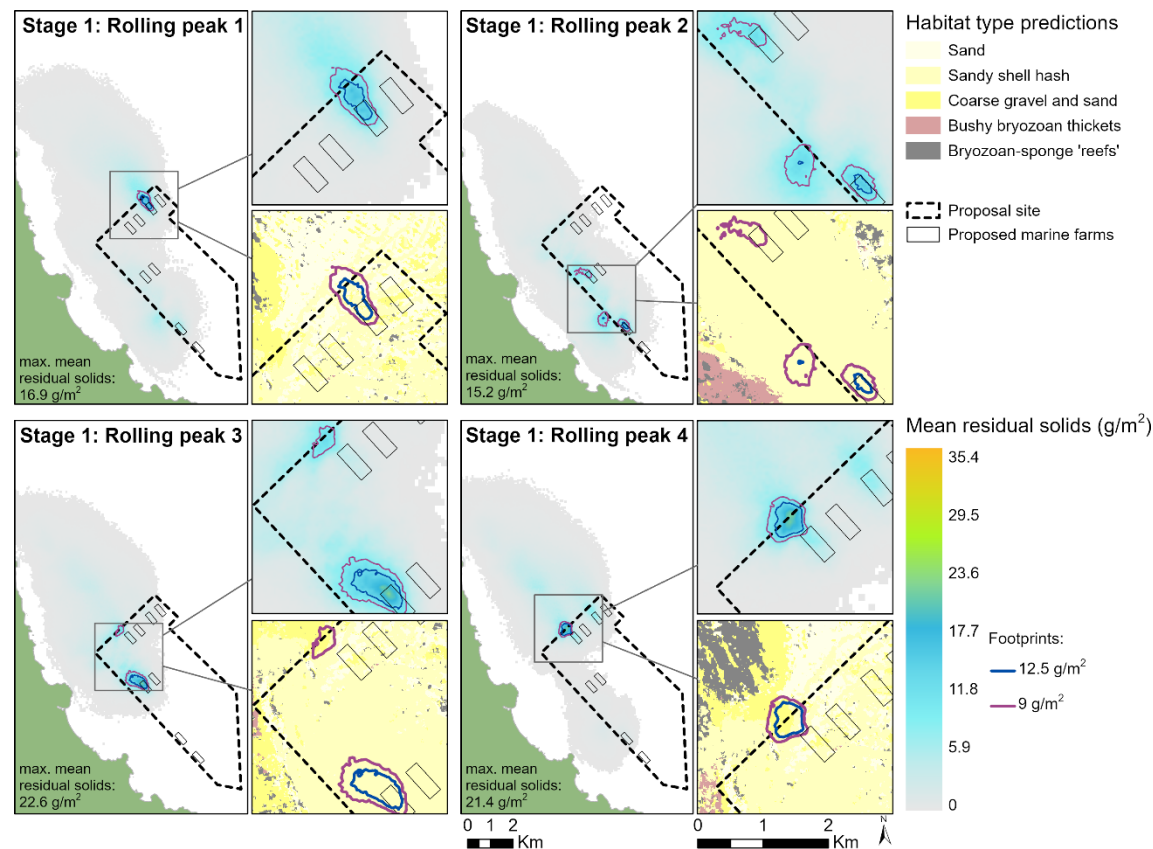 Stage 1: Rolling peak 1
max. mean
residual solids:
16.9 g/m²
Stage 1: Rolling peak 2
max. mean
residual solids:
15.2 g/m²
Habitat type predictions
Sand
Sandy shell hash
Coarse gravel and sand
Bushy bryozoan thickets
Bryozoan-sponge 'reefs'
Proposal site
Proposed marine farms
Stage 1: Rolling peak 3
max. mean
residual solids:
22.6 g/m²
Stage 1: Rolling peak 4
max. mean
residual solids:
21.4 g/m²
Mean residual solids (g/m²)
35.4
29.5
23.6
17.7
11.8
5.9
0
Footprints:
12.5 g/m²
9 g/m²
0 1 2
Km
0 1 2
Km
N